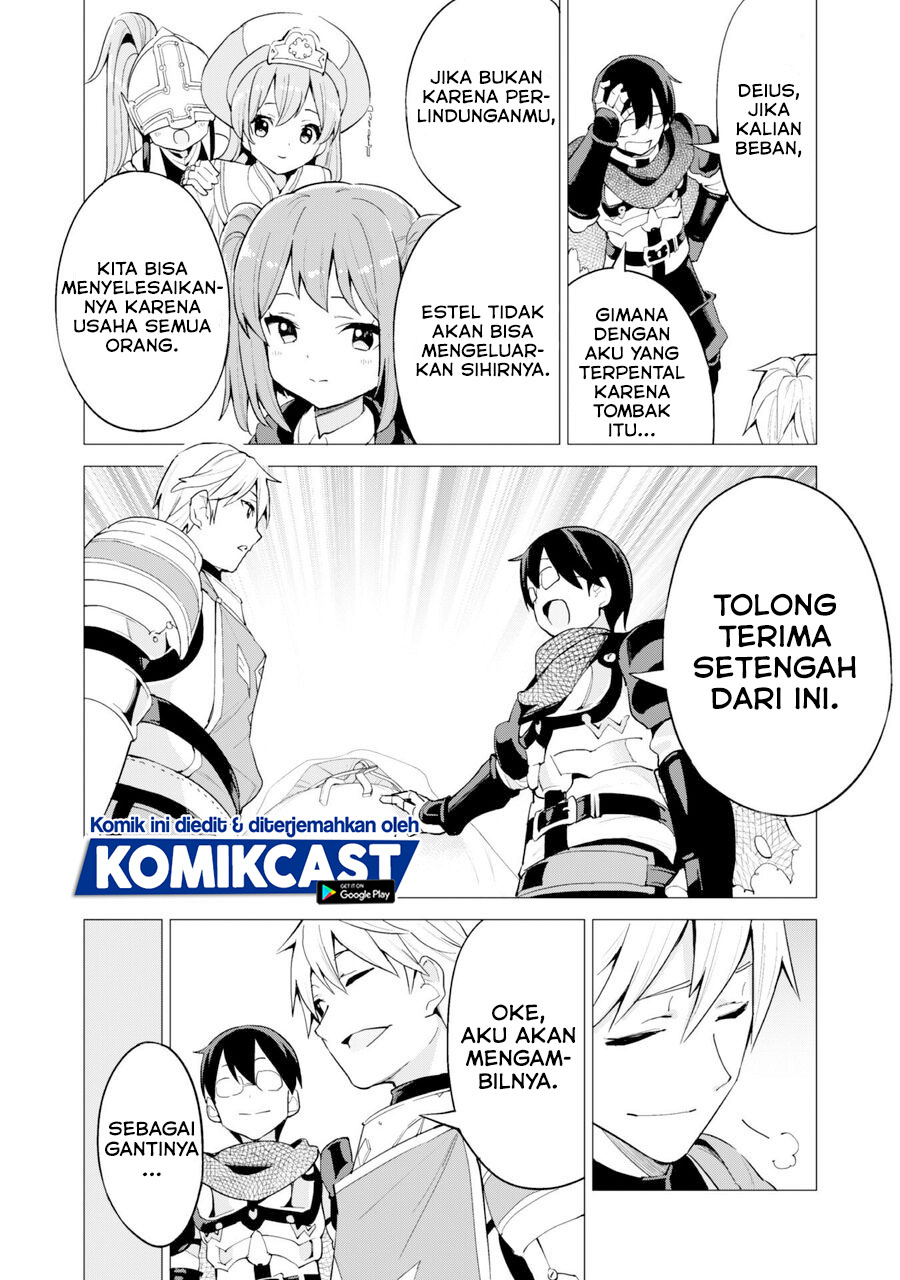 DEIUS,
JIKA
KALIAN
BEBAN,
GIMANA
DENGAN
AKU YANG
TERPENTAL
KARENA
TOMBAK
ITU...
JIKA BUKAN
KARENA PER-
LINDUNGANMU,
ESTEL TIDAK
AKAN BISA
MENGELUAR-
KAN SIHIRNYA.
KITA BISA
MENYELESAIKAN-
NYA KARENA
USAHA SEMUA
ORANG.
TOLONG
TERIMA
SETENGAH
DARI INI.
Komik ini diedit & diterjemahkan oleh
KOMIKCAST
GET IT ON
Google Play
OKE,
AKU AKAN
MENGAM-
BILNYA.
SEBAGAI
GANTINYA
...